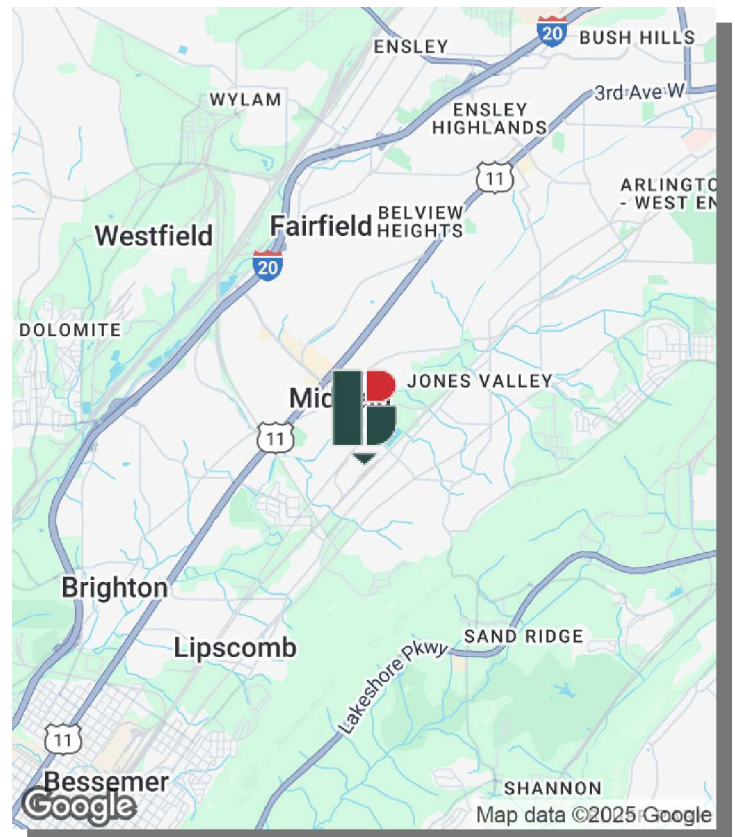 ENSLEY
20
BUSH HILLS
WYLAM
3rd Ave W
ENSLEY
HIGHLANDS
11
ARLINGTO
- WEST EN
Fairfield
BELVIEW
HEIGHTS
Westfield
20
DOLOMITE
JONES VALLEY
Mid
11
Brighton
SAND RIDGE
Lipscomb
Lakeshore Pkwy
11
Bessemer
SHANNON
Google
Map data ©2025 Google